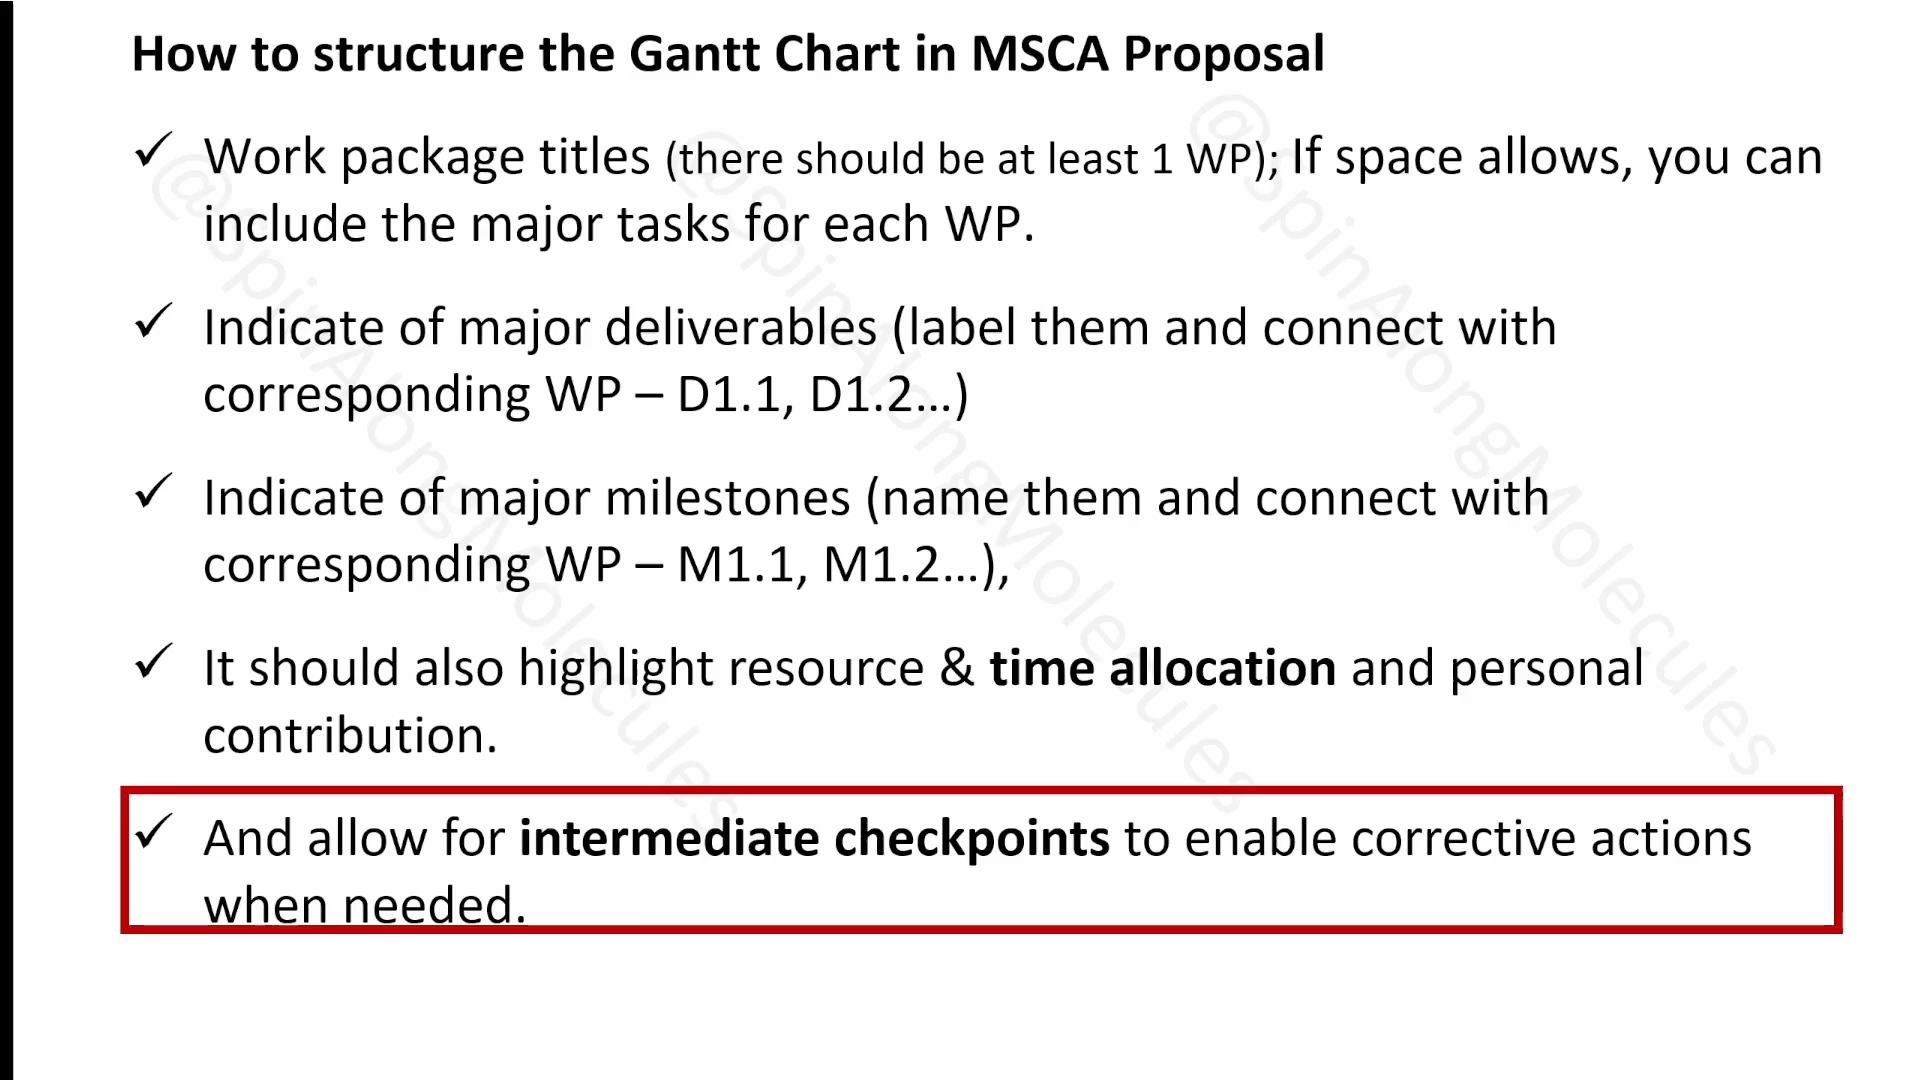 How to structure the Gantt Chart in MSCA Proposal
✓ Work package titles (there should be at least 1 WP); If space allows, you can
include the major tasks for each WP.
✓ Indicate of major deliverables (label them and connect with
corresponding WP – D1.1, D1.2…)
✓ Indicate of major milestones (name them and connect with
corresponding WP – M1.1, M1.2…),
✓ It should also highlight resource & time allocation and personal
contribution.
✓ And allow for intermediate checkpoints to enable corrective actions
when needed.
@SpinAlongMolecules
@SpinAlongMolecules
@SpinAlongMolecules